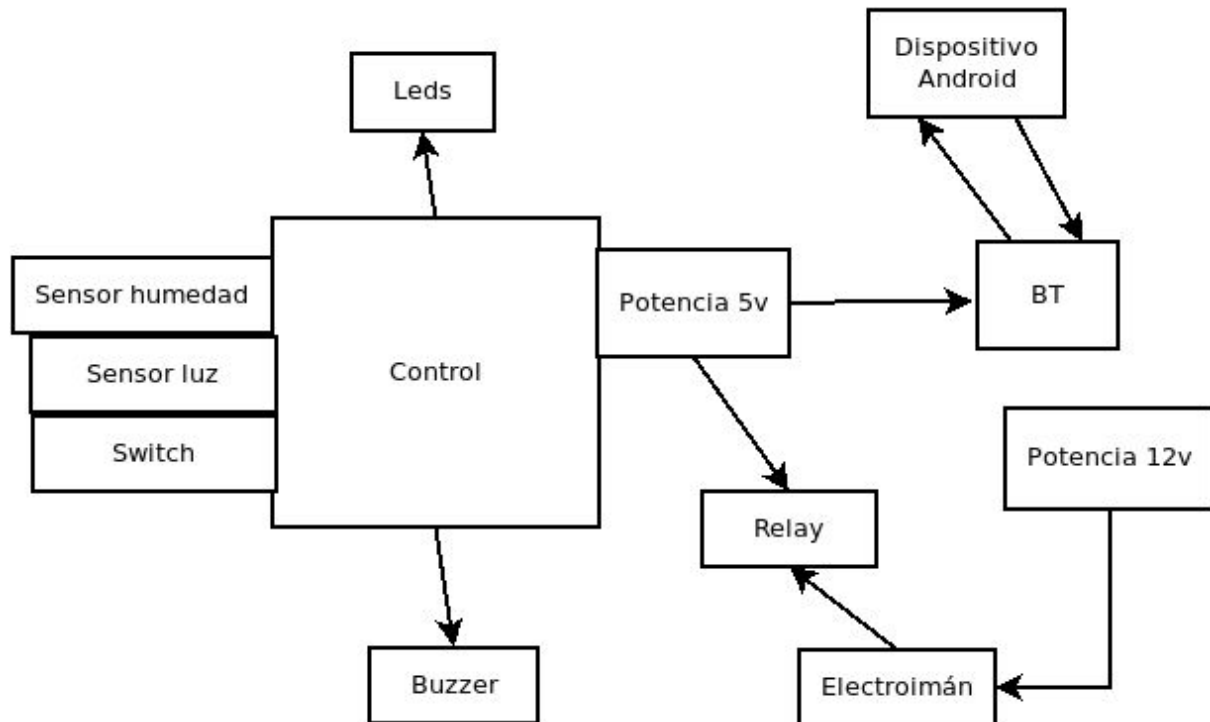 Dispositivo
Android
Leds
Sensor humedad
Sensor luz
Switch
Control
Potencia 5v
BT
Potencia 12v
Relay
Buzzer
Electroimán